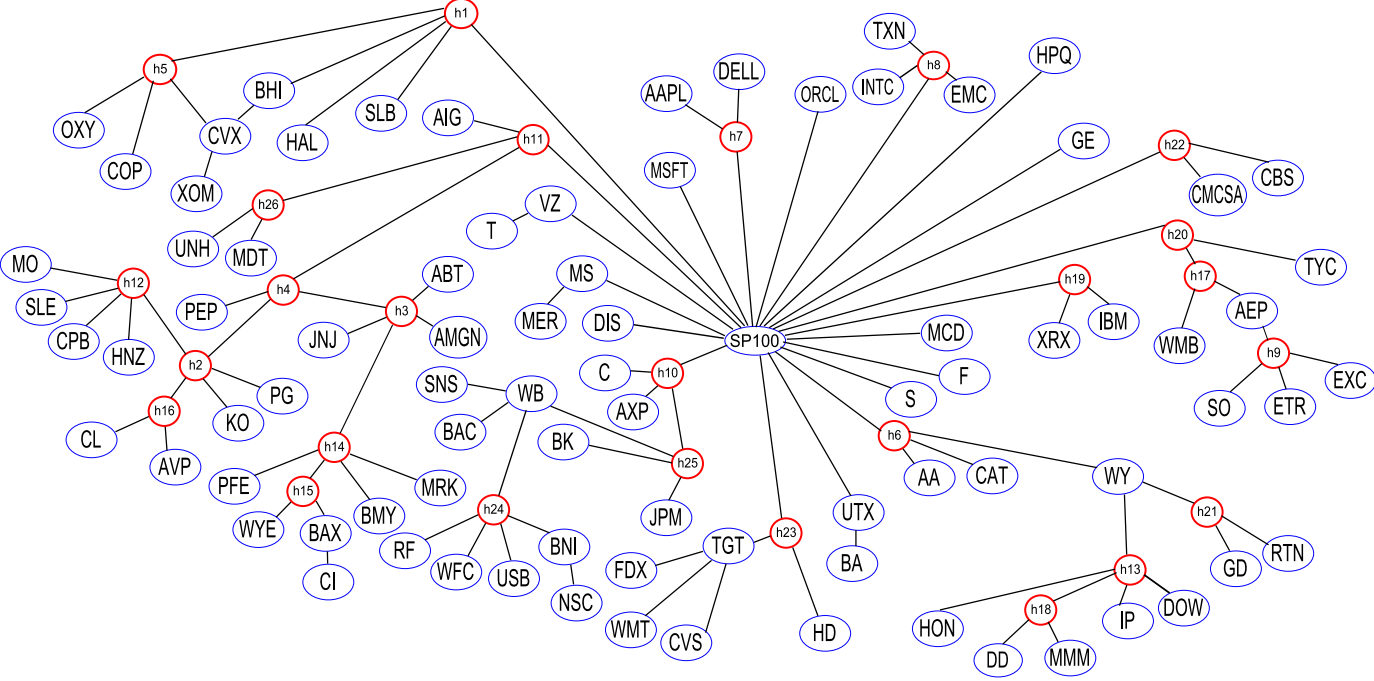 h1
TXN
HPQ
h5
h8
DELL
BHI
INTC
EMC
AAPL
ORCL
SLB
AIG
OXY
CVX
HAL
h11
h7
GE
h22
COP
MSFT
CBS
XOM
CMCSA
h26
VZ
T
UNH
MDT
h20
MO
MS
TYC
h12
ABT
h17
h19
h4
SLE
PEP
h3
AEP
MER
DIS
IBM
CPB
JNJ
AMGN
MCD
XRX
WMB
HNZ
SP100
h9
h2
C
h10
F
EXC
SNS
WB
PG
S
SO
ETR
h16
KO
AXP
CL
BAC
h6
BK
h14
AVP
h25
AA
CAT
WY
PFE
MRK
h15
h24
JPM
UTX
h21
WYE
BMY
BAX
h23
RF
BNI
TGT
RTN
BA
FDX
WFC
USB
GD
h13
CI
NSC
DOW
h18
IP
WMT
HON
HD
CVS
DD
MMM